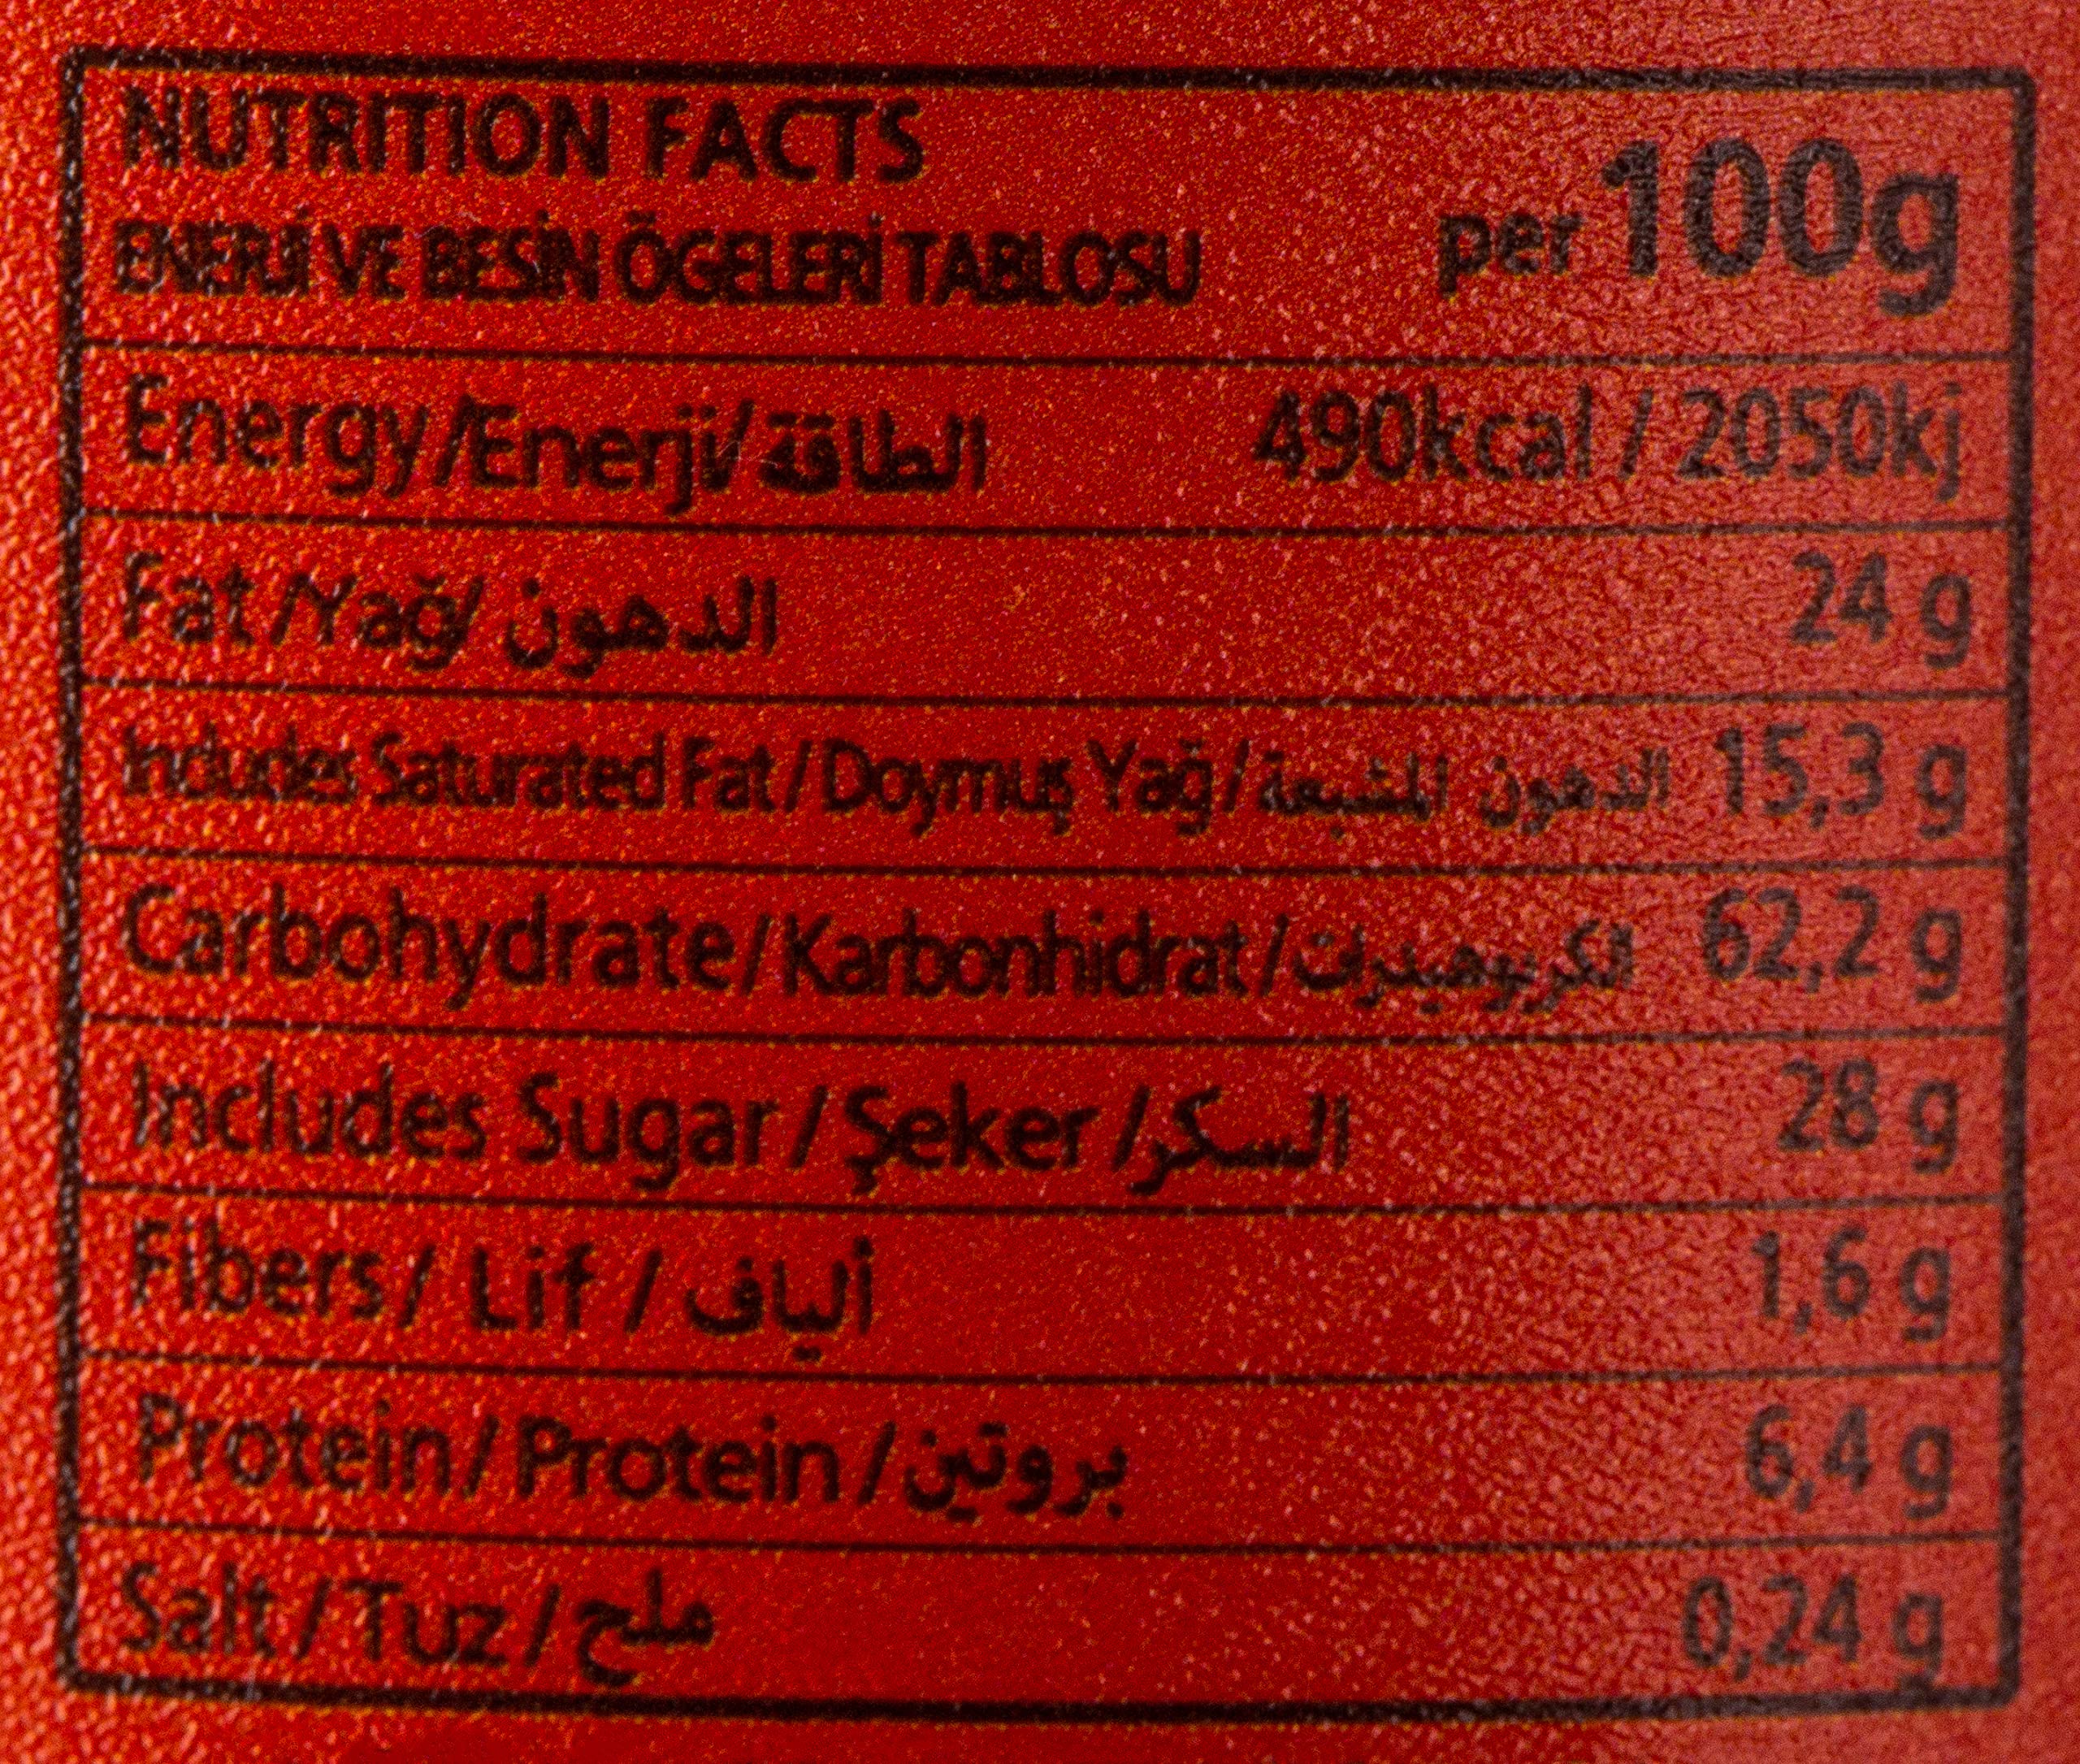 NUTRITION FACTS
ENERJİ VE BESİN ÖGELERİ TABLOSU per 100g
Energy/Enerji/الطاقة 490kcal / 2050kj
Fat/Yağ/ الدهون 24 g
Includes Saturated Fat/Doymuş Yağ/الدهون المشبعة 15,3 g
Carbohydrate/Karbonhidrat/الكربوهيدرات 62,2 g
Includes Sugar / Şeker /السكر 28 g
Fibers / Lif / ألياف 1,6 g
Protein / Protein / بروتين 6,4 g
Salt / Tuz / ملح 0,24 g